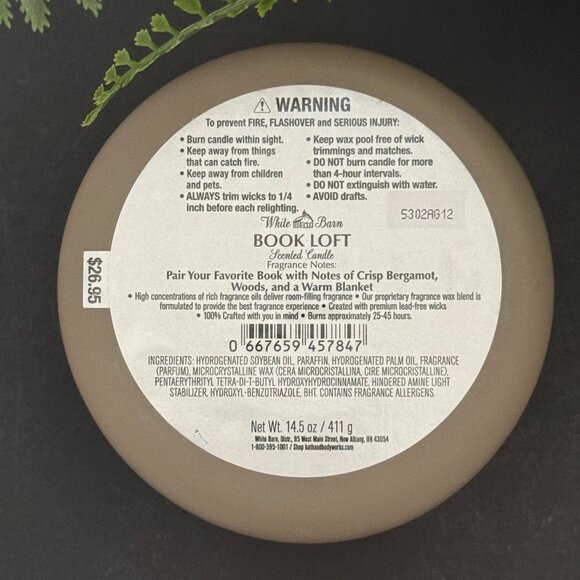 ⚠ WARNING
To prevent FIRE, FLASHOVER and SERIOUS INJURY:
• Burn candle within sight.
• Keep away from things
that can catch fire.
• Keep away from children
and pets.
• ALWAYS trim wicks to 1/4
inch before each relighting.
• Keep wax pool free of wick
trimmings and matches.
• DO NOT burn candle for more
than 4-hour intervals.
• DO NOT extinguish with water.
• AVOID drafts.
5302AG12
White Barn
BOOK LOFT
Scented Candle
Fragrance Notes:
Pair Your Favorite Book with Notes of Crisp Bergamot,
Woods, and a Warm Blanket
• High concentrations of rich fragrance oils deliver room-filling fragrance • Our proprietary fragrance wax blend is
formulated to provide the best fragrance experience • Created with premium lead-free wicks
• 100% Crafted with you in mind • Burns approximately 25-45 hours.
$26.95
0 667659 457847
INGREDIENTS: HYDROGENATED SOYBEAN OIL, PARAFFIN, HYDROGENATED PALM OIL, FRAGRANCE
(PARFUM), MICROCRYSTALLINE WAX (CERA MICROCRISTALLINA, CIRE MICROCRISTALLINE),
PENTAERYTHRITYL TETRA-DI-T-BUTYL HYDROXYHYDROCINNAMATE, HINDERED AMINE LIGHT
STABILIZER, HYDROXYL-BENZOTRIAZOLE, BHT. CONTAINS FRAGRANCE ALLERGENS.
Net Wt. 14.5 oz / 411 g
White Barn, Distr., 95 West Main Street, New Albany, OH 43054
1-800-395-1001 / Shop bathandbodyworks.com